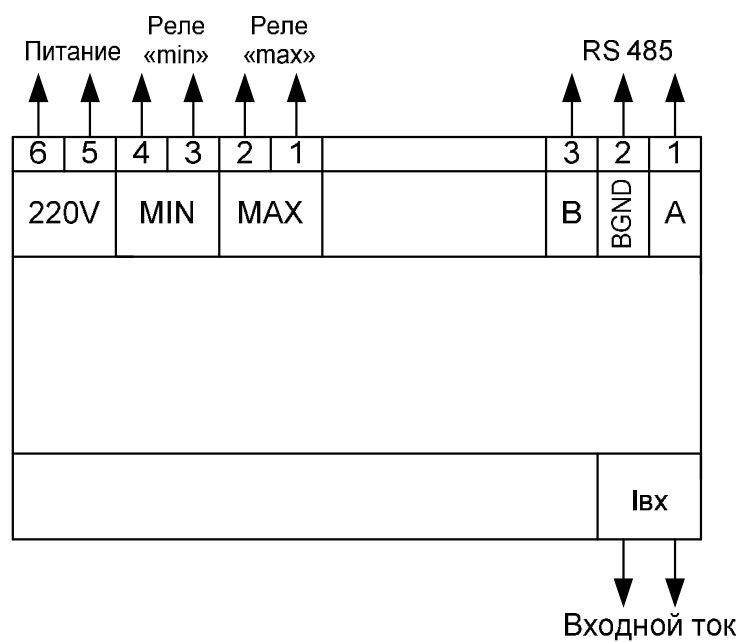 Реле Реле
Питание «min» «max» RS 485
6 5 4 3 2 1 3 2 1
220V MIN MAX B BGND A
Iвх
Входной ток